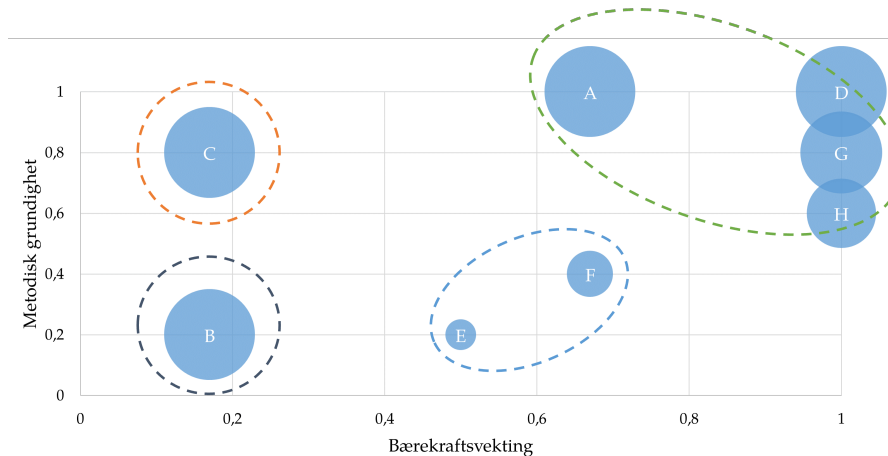 Metodisk grundighet
1
0,8
0,6
0,4
0,2
0
A
D
C
G
H
F
B
E
0
0,2
0,4
0,6
0,8
1
Bærekraftsvekting